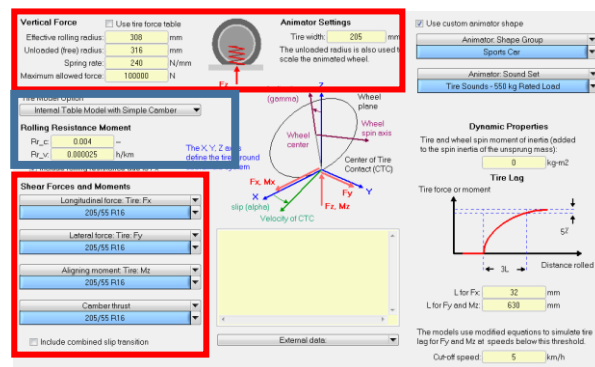 Vertical Force
Use tire force table
Effective rolling radius: 308 mm
Unloaded (free) radius: 316 mm
Spring rate: 240 N/mm
Maximum allowed force: 100000 N
Fz
Animator Settings
Tire width: 205 mm
The unloaded radius is also used t
scale the animated wheel.
Use custom animator shape
Animator: Shape Group
Sports Car
Animator: Sound Set
Tire Sounds - 550 kg Rated Load
Tire Model Option
Internal Table Model with Simple Camber
Rolling Resistance Moment
Rr_c: 0.004 --
Rr_v: 0.000025 h/km
Z
(gamma)
Wheel
plane
Wheel
spin axis
Wheel
center
The X, Y, Z
define the
Center of Tire
Contact (CTC)
Fx, Mx
X
Fy
Y
Fz, Mz
slip (alpha)
Velocity of CTC
Shear Forces and Moments
Longitudinal force: Tire: Fx
205/55 R16
Lateral force: Tire: Fy
205/55 R16
Aligning moment: Tire: Mz
205/55 R16
Camber thrust
205/55 R16
Include combined slip transition
External data:
Dynamic Properties
Tire and wheel spin moment of inertia (added
to the spin inertia of the unsprung mass):
0 kg-m2
Tire Lag
Tire force or moment
3L
Distance rolled
L for Fx: 32 mm
L for Fy and Mz: 630 mm
The models use modified equations to simulate tire
lag for Fy and Mz at speeds below this threshold.
Cut-off speed: 5 km/h